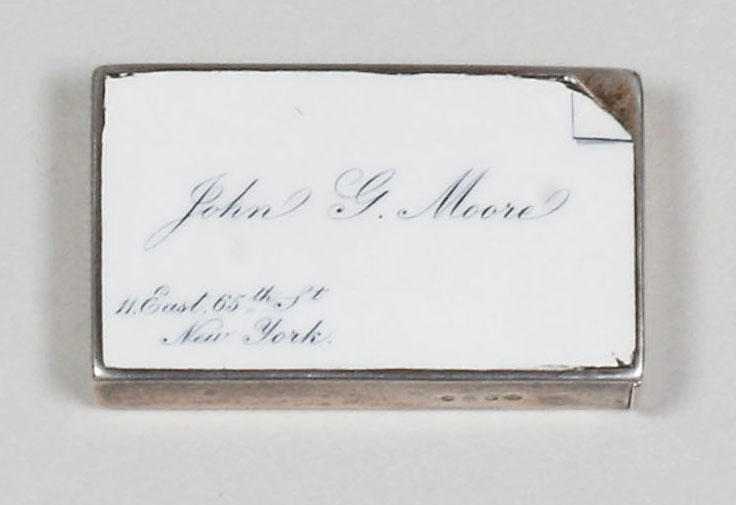 John G. Moore
11. East. 65th St
New York.